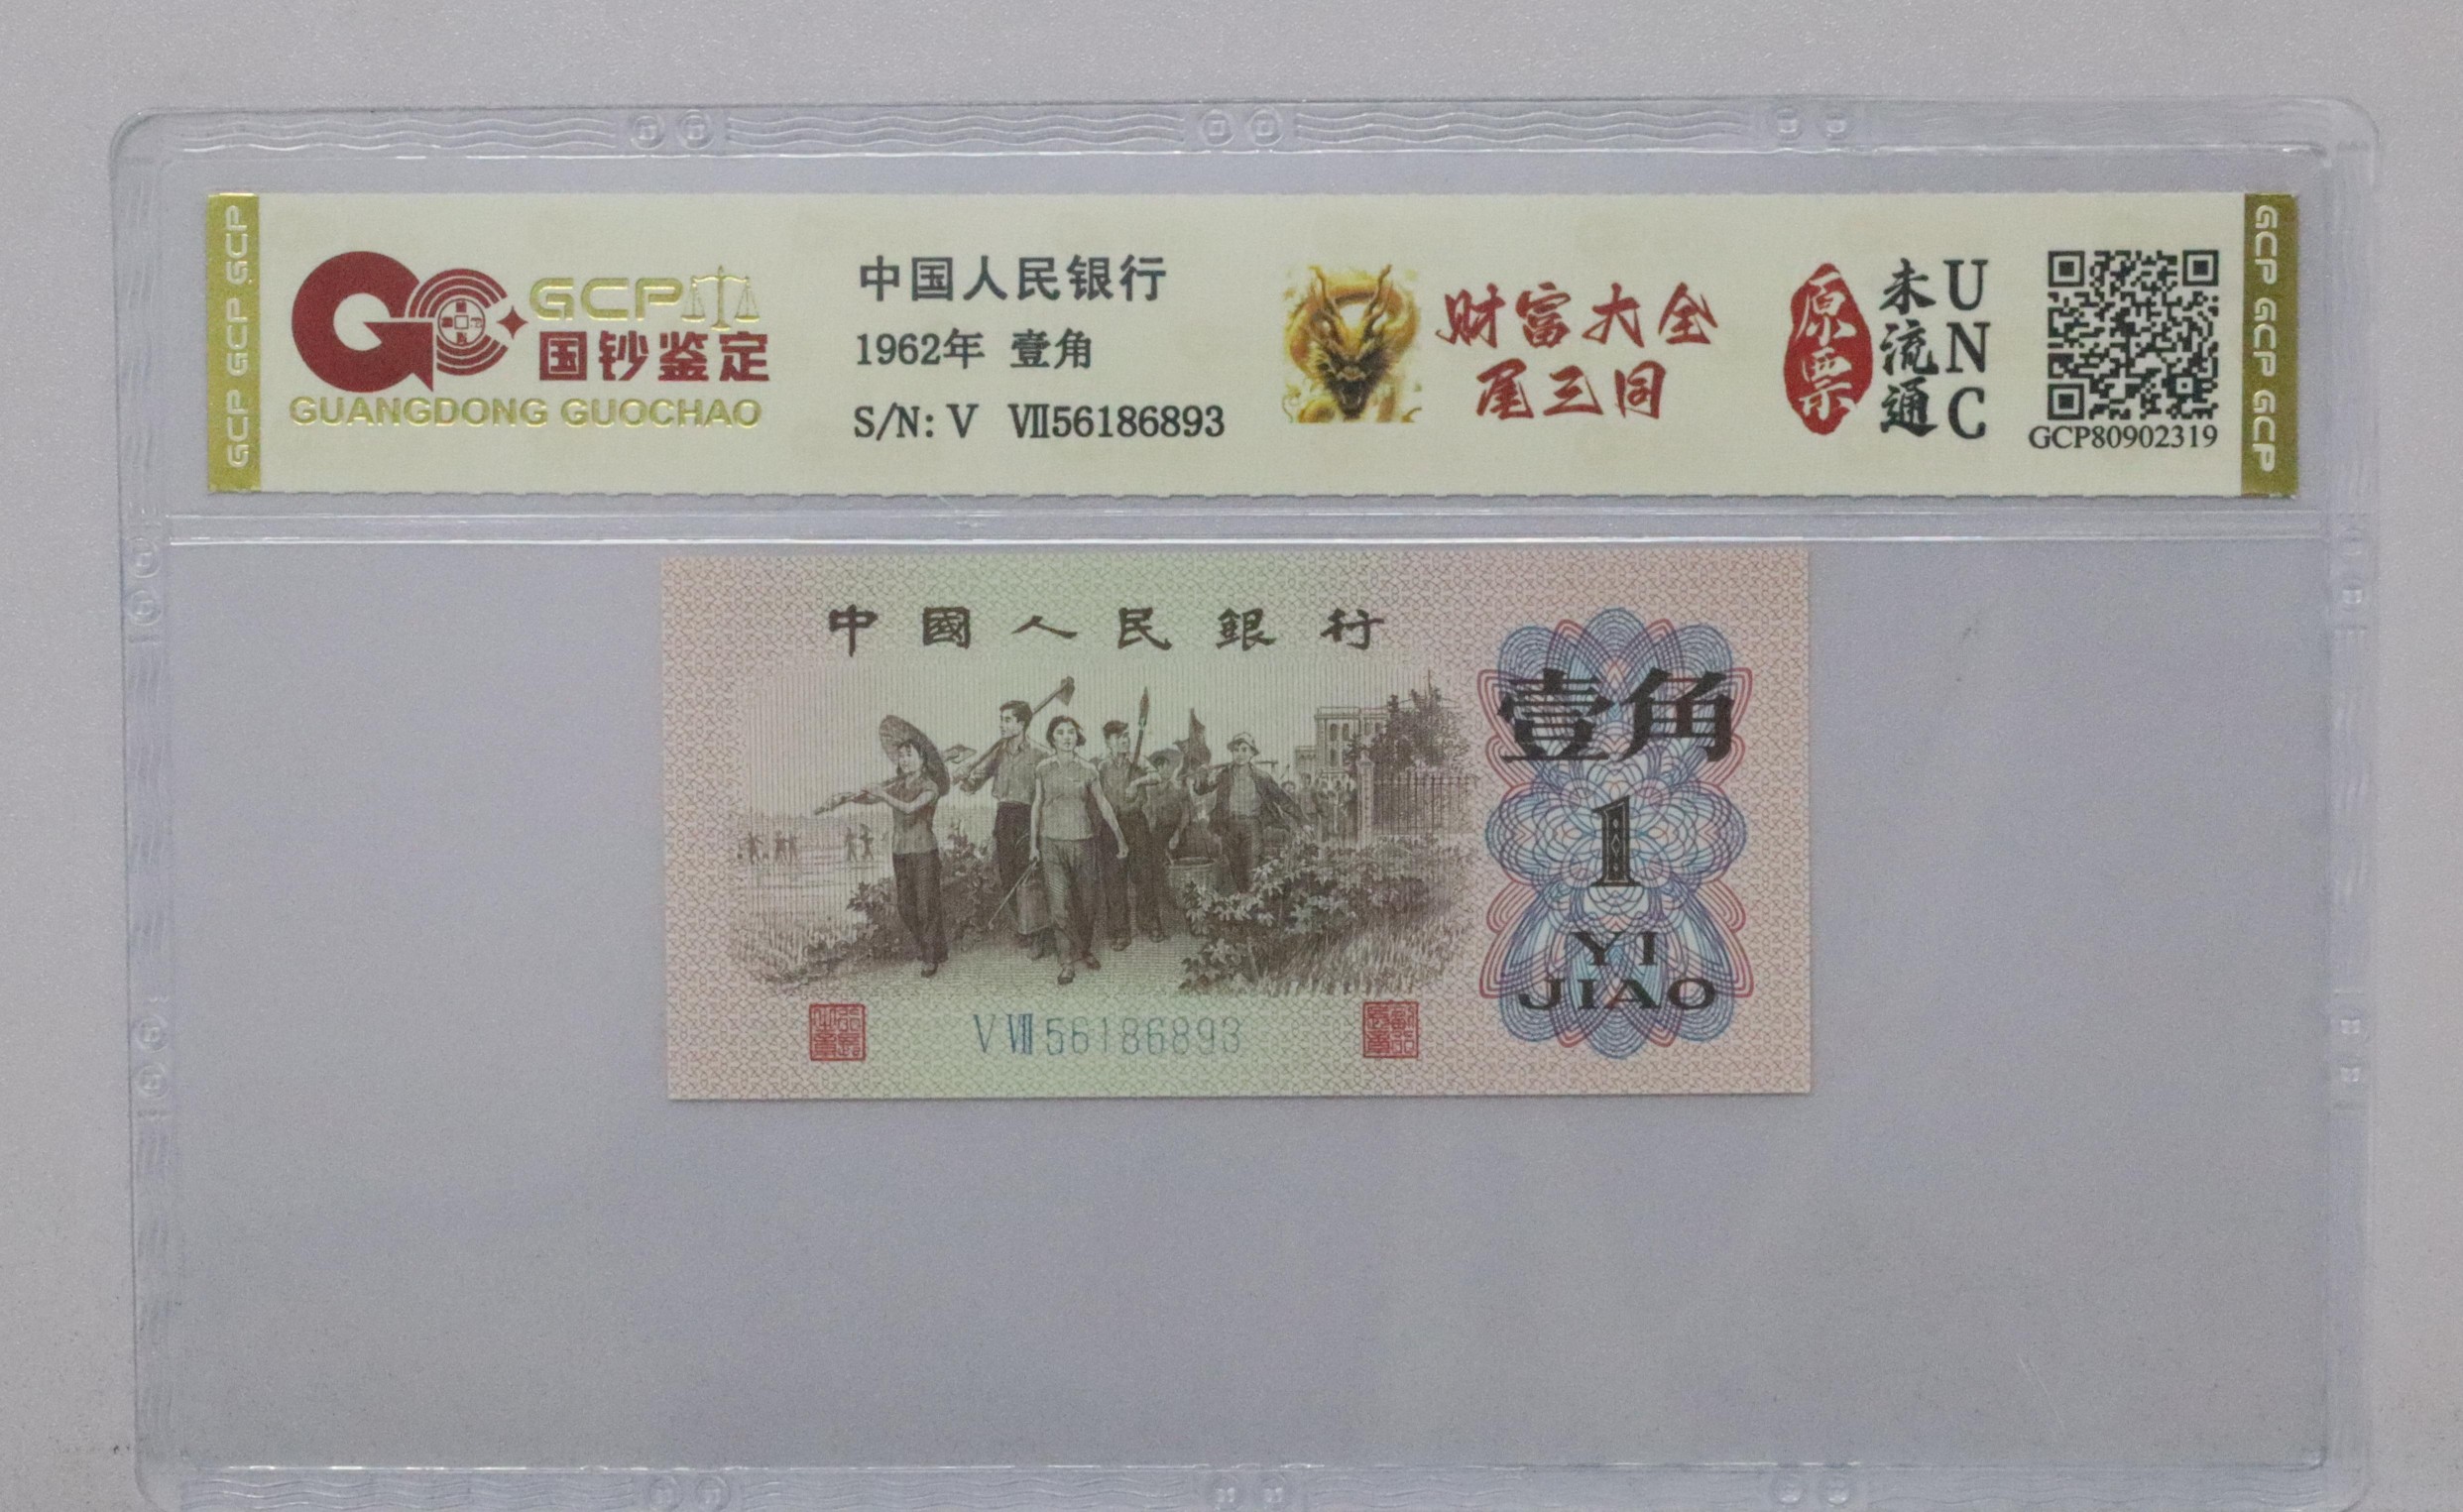 GCP GCP GCP
GCP
国钞鉴定
GUANGDONG GUOCHAO
中国人民银行
1962年 壹角
S/N: V Ⅶ56186893
财富大全
尾三同
原票
未流通
UNC
GCP80902319
GCP GCP GCP
中國人民銀行
壹角
1
YI
JIAO
V Ⅶ 56186893